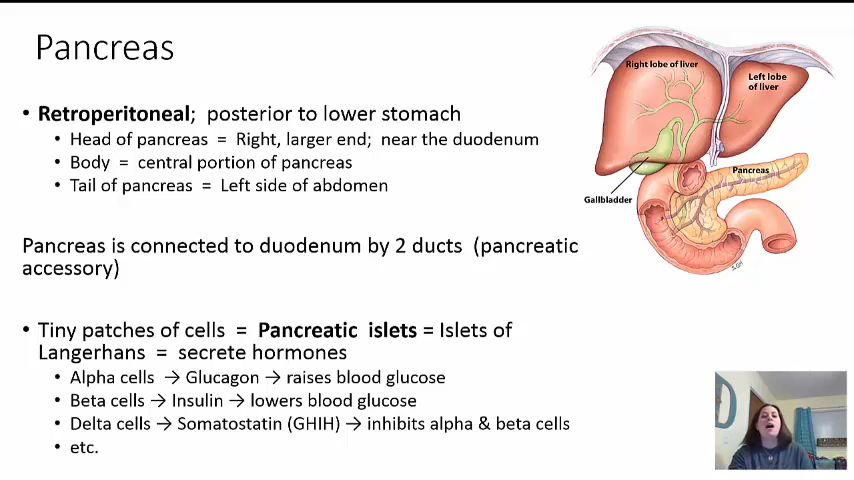 Pancreas
• Retroperitoneal; posterior to lower stomach
• Head of pancreas = Right, larger end; near the duodenum
• Body = central portion of pancreas
• Tail of pancreas = Left side of abdomen
Pancreas is connected to duodenum by 2 ducts (pancreatic
accessory)
• Tiny patches of cells = Pancreatic islets = Islets of
Langerhans = secrete hormones
• Alpha cells → Glucagon → raises blood glucose
• Beta cells → Insulin → lowers blood glucose
• Delta cells → Somatostatin (GHIH) → inhibits alpha & beta cells
• etc.
Right lobe of liver
Left lobe
of liver
Pancreas
Gallbladder